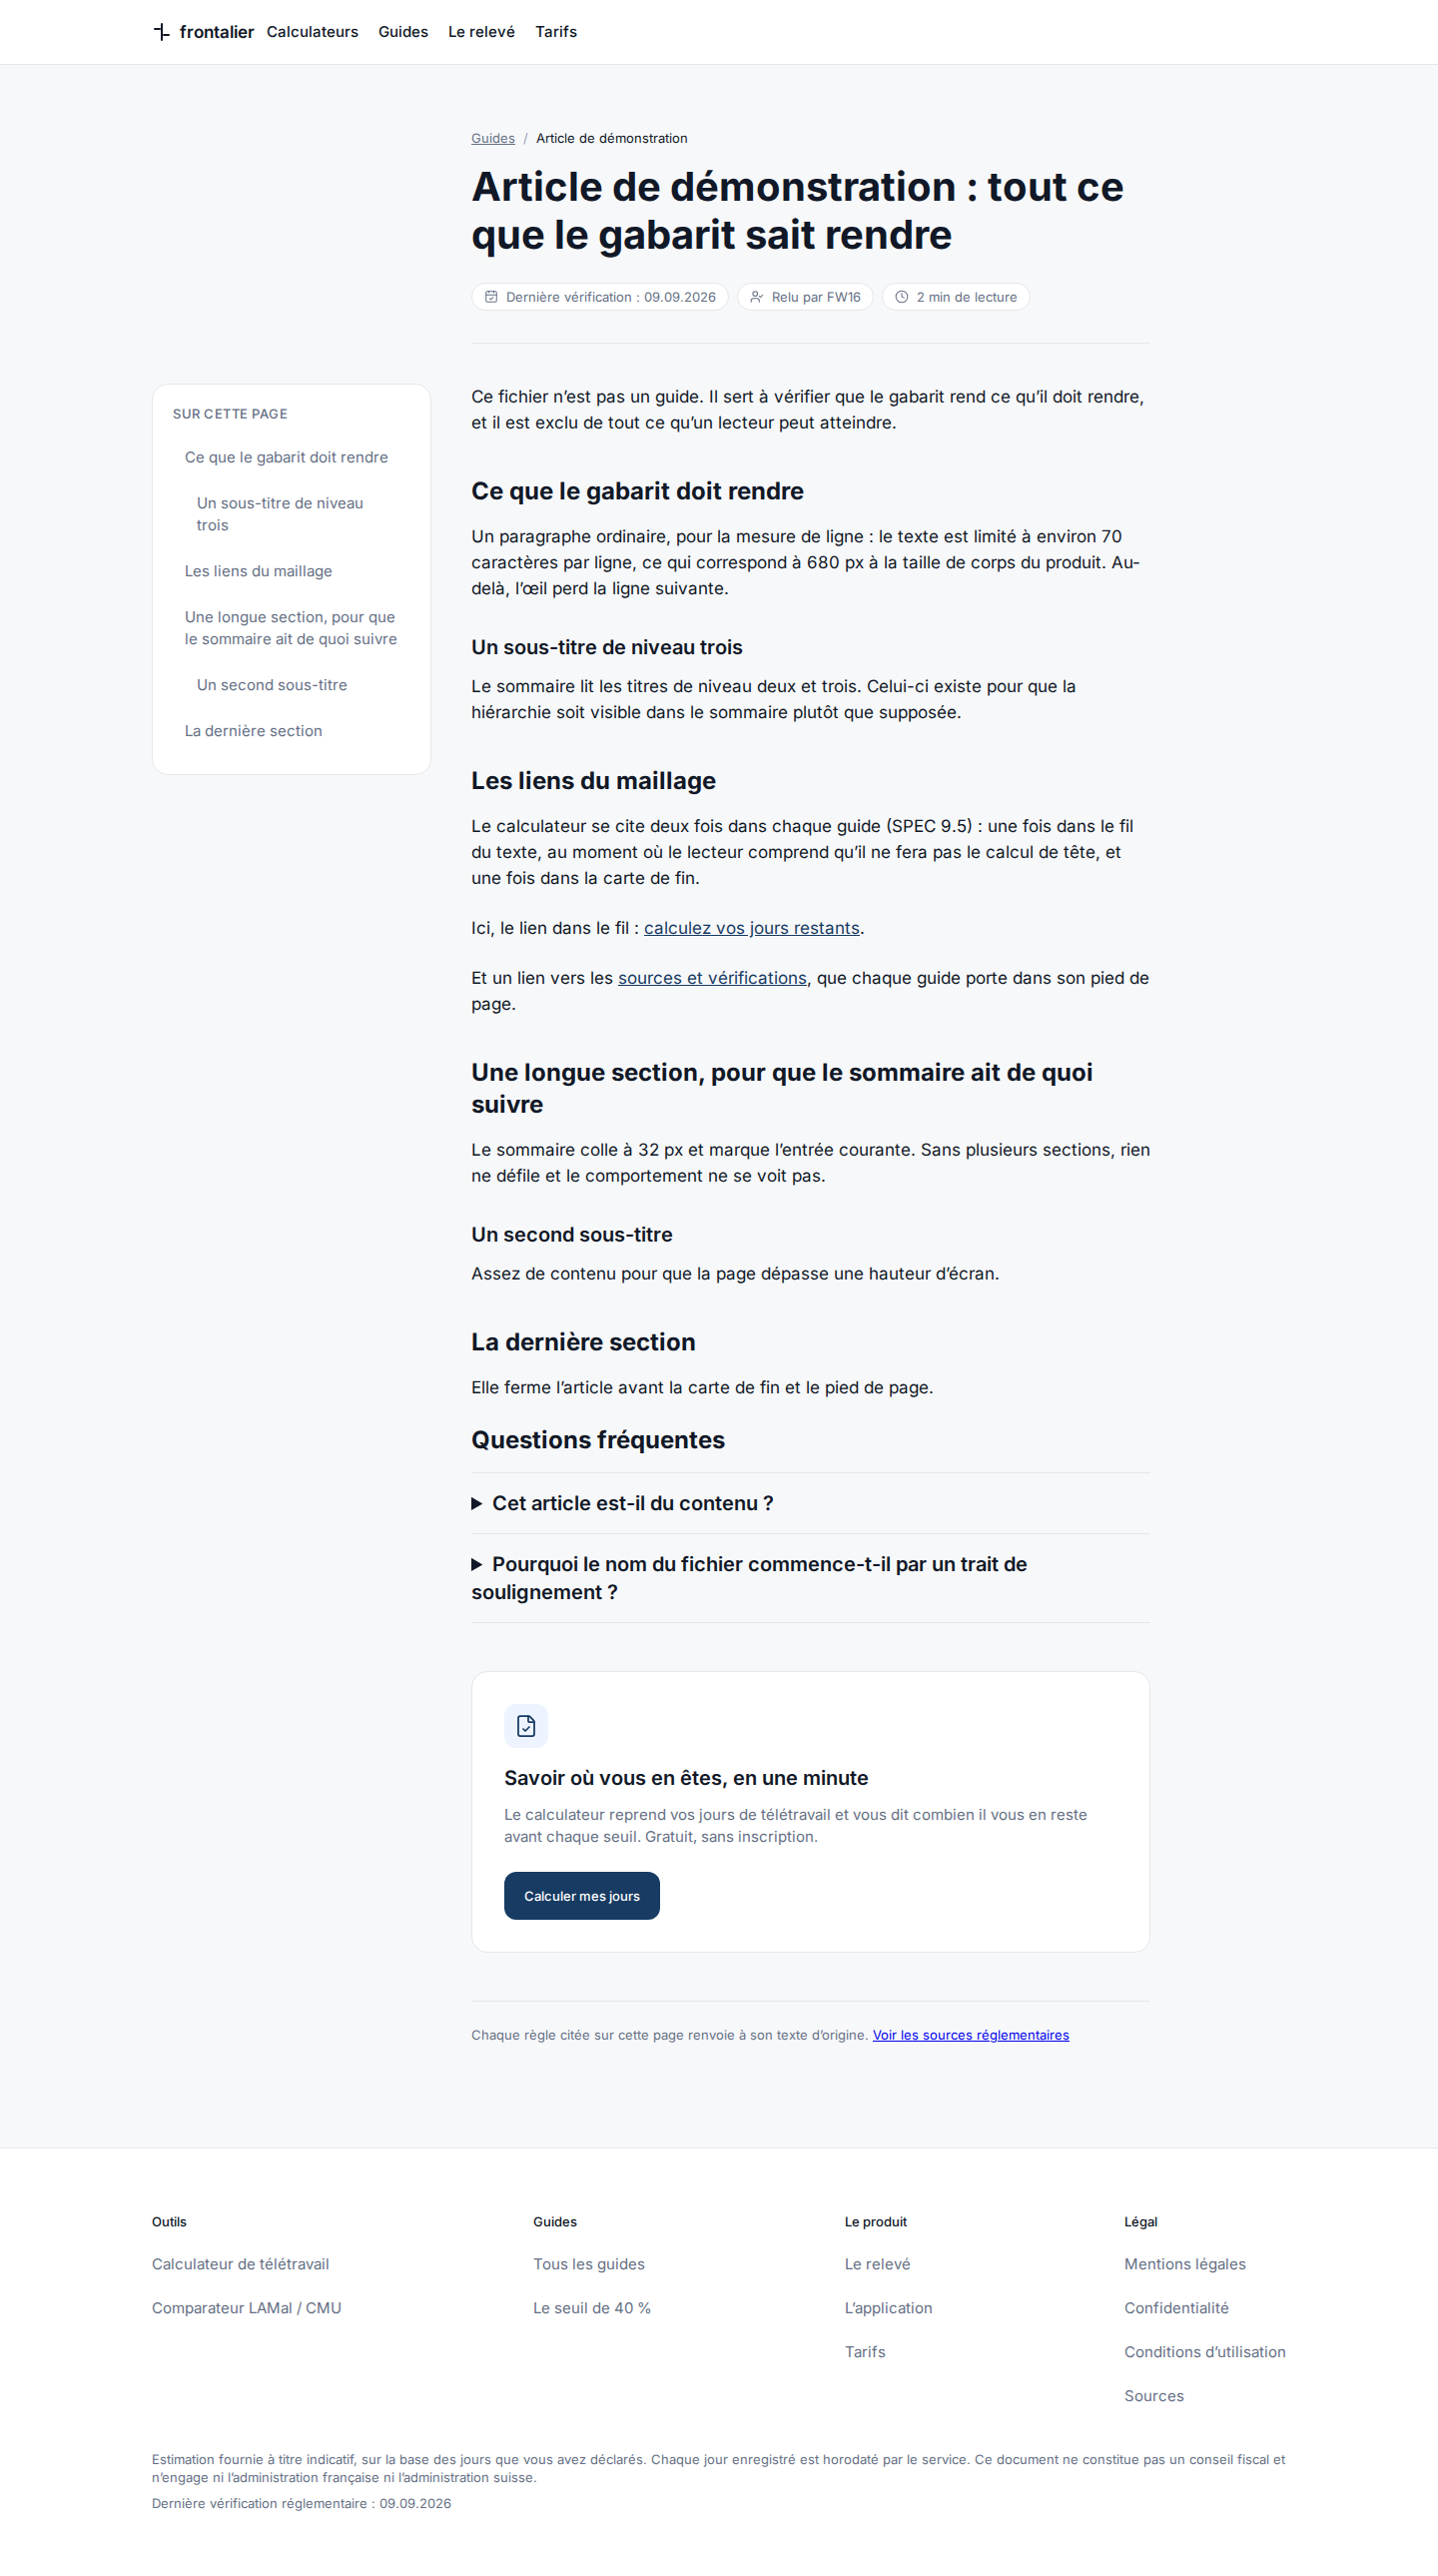 frontalier Calculateurs Guides Le relevé Tarifs
Guides / Article de démonstration
Article de démonstration : tout ce
que le gabarit sait rendre
Dernière vérification : 09.09.2026 Relu par FW16 2 min de lecture
SUR CETTE PAGE
Ce que le gabarit doit rendre
Un sous-titre de niveau
trois
Les liens du maillage
Une longue section, pour que
le sommaire ait de quoi suivre
Un second sous-titre
La dernière section
Ce fichier n’est pas un guide. Il sert à vérifier que le gabarit rend ce qu’il doit rendre,
et il est exclu de tout ce qu’un lecteur peut atteindre.
Ce que le gabarit doit rendre
Un paragraphe ordinaire, pour la mesure de ligne : le texte est limité à environ 70
caractères par ligne, ce qui correspond à 680 px à la taille de corps du produit. Au-
delà, l’œil perd la ligne suivante.
Un sous-titre de niveau trois
Le sommaire lit les titres de niveau deux et trois. Celui-ci existe pour que la
hiérarchie soit visible dans le sommaire plutôt que supposée.
Les liens du maillage
Le calculateur se cite deux fois dans chaque guide (SPEC 9.5) : une fois dans le fil
du texte, au moment où le lecteur comprend qu’il ne fera pas le calcul de tête, et
une fois dans la carte de fin.
Ici, le lien dans le fil : calculez vos jours restants.
Et un lien vers les sources et vérifications, que chaque guide porte dans son pied de
page.
Une longue section, pour que le sommaire ait de quoi
suivre
Le sommaire colle à 32 px et marque l’entrée courante. Sans plusieurs sections, rien
ne défile et le comportement ne se voit pas.
Un second sous-titre
Assez de contenu pour que la page dépasse une hauteur d’écran.
La dernière section
Elle ferme l’article avant la carte de fin et le pied de page.
Questions fréquentes
Cet article est-il du contenu ?
Pourquoi le nom du fichier commence-t-il par un trait de
soulignement ?
Savoir où vous en êtes, en une minute
Le calculateur reprend vos jours de télétravail et vous dit combien il vous en reste
avant chaque seuil. Gratuit, sans inscription.
Calculer mes jours
Chaque règle citée sur cette page renvoie à son texte d’origine. Voir les sources réglementaires
Outils
Calculateur de télétravail
Comparateur LAMal / CMU
Guides
Tous les guides
Le seuil de 40 %
Le produit
Le relevé
L’application
Tarifs
Légal
Mentions légales
Confidentialité
Conditions d’utilisation
Sources
Estimation fournie à titre indicatif, sur la base des jours que vous avez déclarés. Chaque jour enregistré est horodaté par le service. Ce document ne constitue pas un conseil fiscal et
n’engage ni l’administration française ni l’administration suisse.
Dernière vérification réglementaire : 09.09.2026